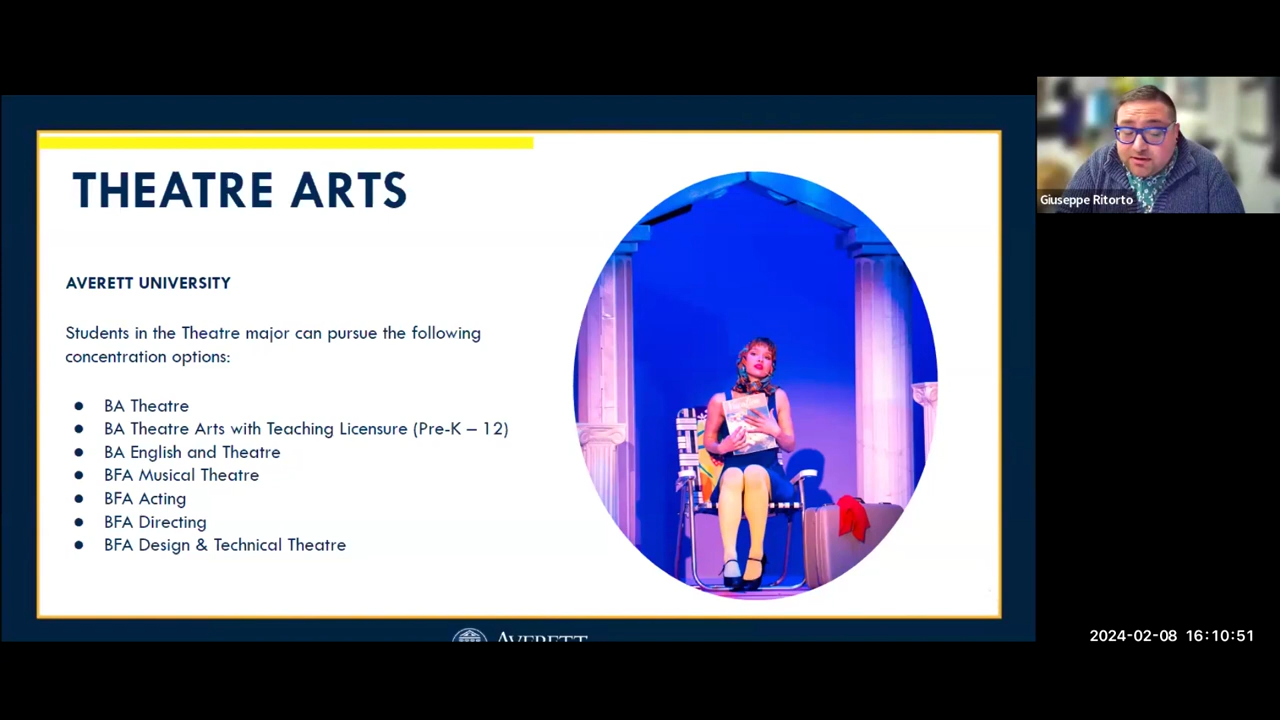 THEATRE ARTS
AVERETT UNIVERSITY
Students in the Theatre major can pursue the following
concentration options:
● BA Theatre
● BA Theatre Arts with Teaching Licensure (Pre-K – 12)
● BA English and Theatre
● BFA Musical Theatre
● BFA Acting
● BFA Directing
● BFA Design & Technical Theatre
AVERETT
Giuseppe Ritorto
2024-02-08 16:10:51